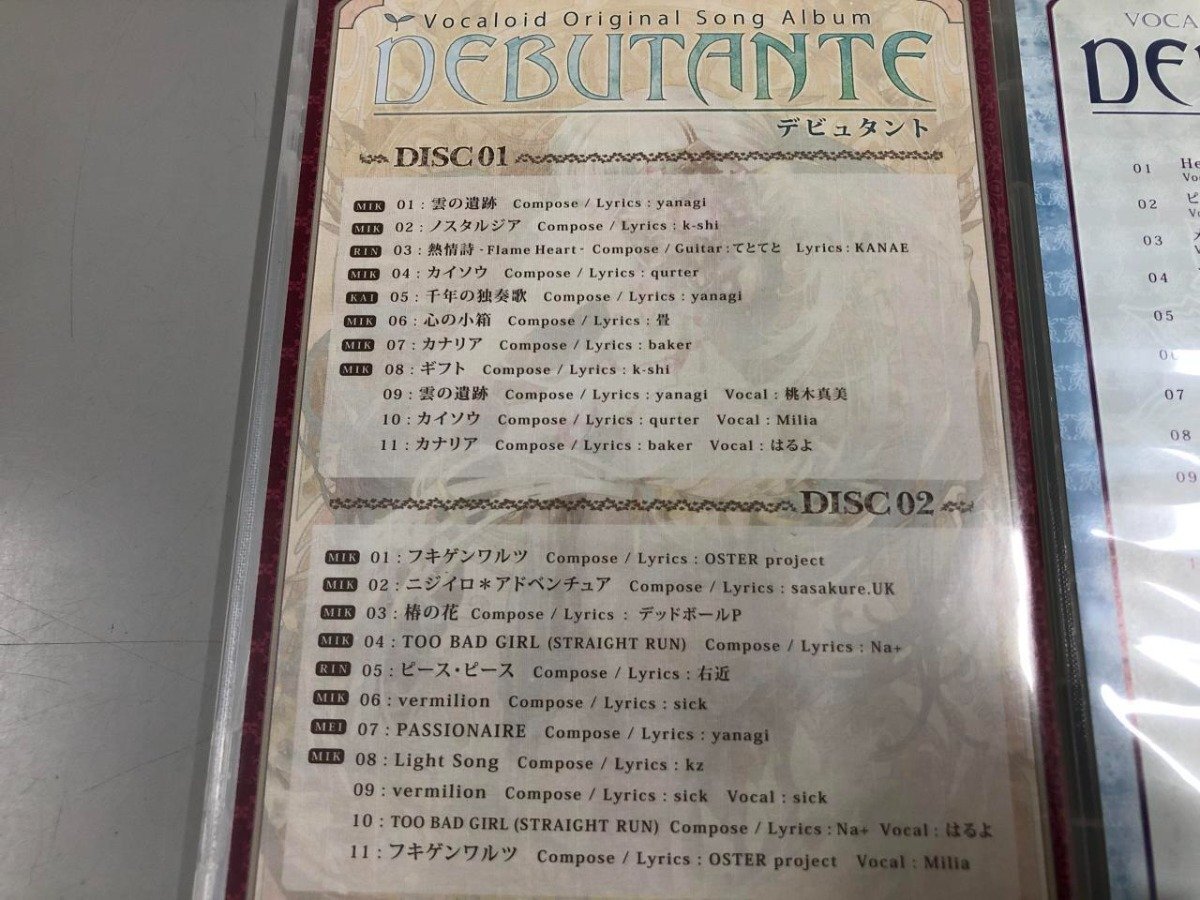 Vocaloid Original Song Album
DEBUTANTE
デビュタント
DISC 01
MIK 01 : 雲の遺跡 Compose / Lyrics : yanagi
MIK 02 : ノスタルジア Compose / Lyrics : k-shi
RIN 03 : 熱情詩 - Flame Heart - Compose / Guitar : てとてと Lyrics : KANAE
MIK 04 : カイソウ Compose / Lyrics : qurter
KAI 05 : 千年の独奏歌 Compose / Lyrics : yanagi
MIK 06 : 心の小箱 Compose / Lyrics : 畳
MIK 07 : カナリア Compose / Lyrics : baker
MIK 08 : ギフト Compose / Lyrics : k-shi
09 : 雲の遺跡 Compose / Lyrics : yanagi Vocal : 桃木真美
10 : カイソウ Compose / Lyrics : qurter Vocal : Milia
11 : カナリア Compose / Lyrics : baker Vocal : はるよ
DISC 02
MIK 01 : フキゲンワルツ Compose / Lyrics : OSTER project
MIK 02 : ニジイロ＊アドベンチュア Compose / Lyrics : sasakure.UK
MIK 03 : 椿の花 Compose / Lyrics : デッドボールP
MIK 04 : TOO BAD GIRL (STRAIGHT RUN) Compose / Lyrics : Na+
RIN 05 : ピース・ピース Compose / Lyrics : 右近
MIK 06 : vermilion Compose / Lyrics : sick
MEI 07 : PASSIONAIRE Compose / Lyrics : yanagi
MIK 08 : Light Song Compose / Lyrics : kz
09 : vermilion Compose / Lyrics : sick Vocal : sick
10 : TOO BAD GIRL (STRAIGHT RUN) Compose / Lyrics : Na+ Vocal : はるよ
11 : フキゲンワルツ Compose / Lyrics : OSTER project Vocal : Milia
VOCA
DE
01 He
Voc
02 ピ
03
04
05
06
07
08
09